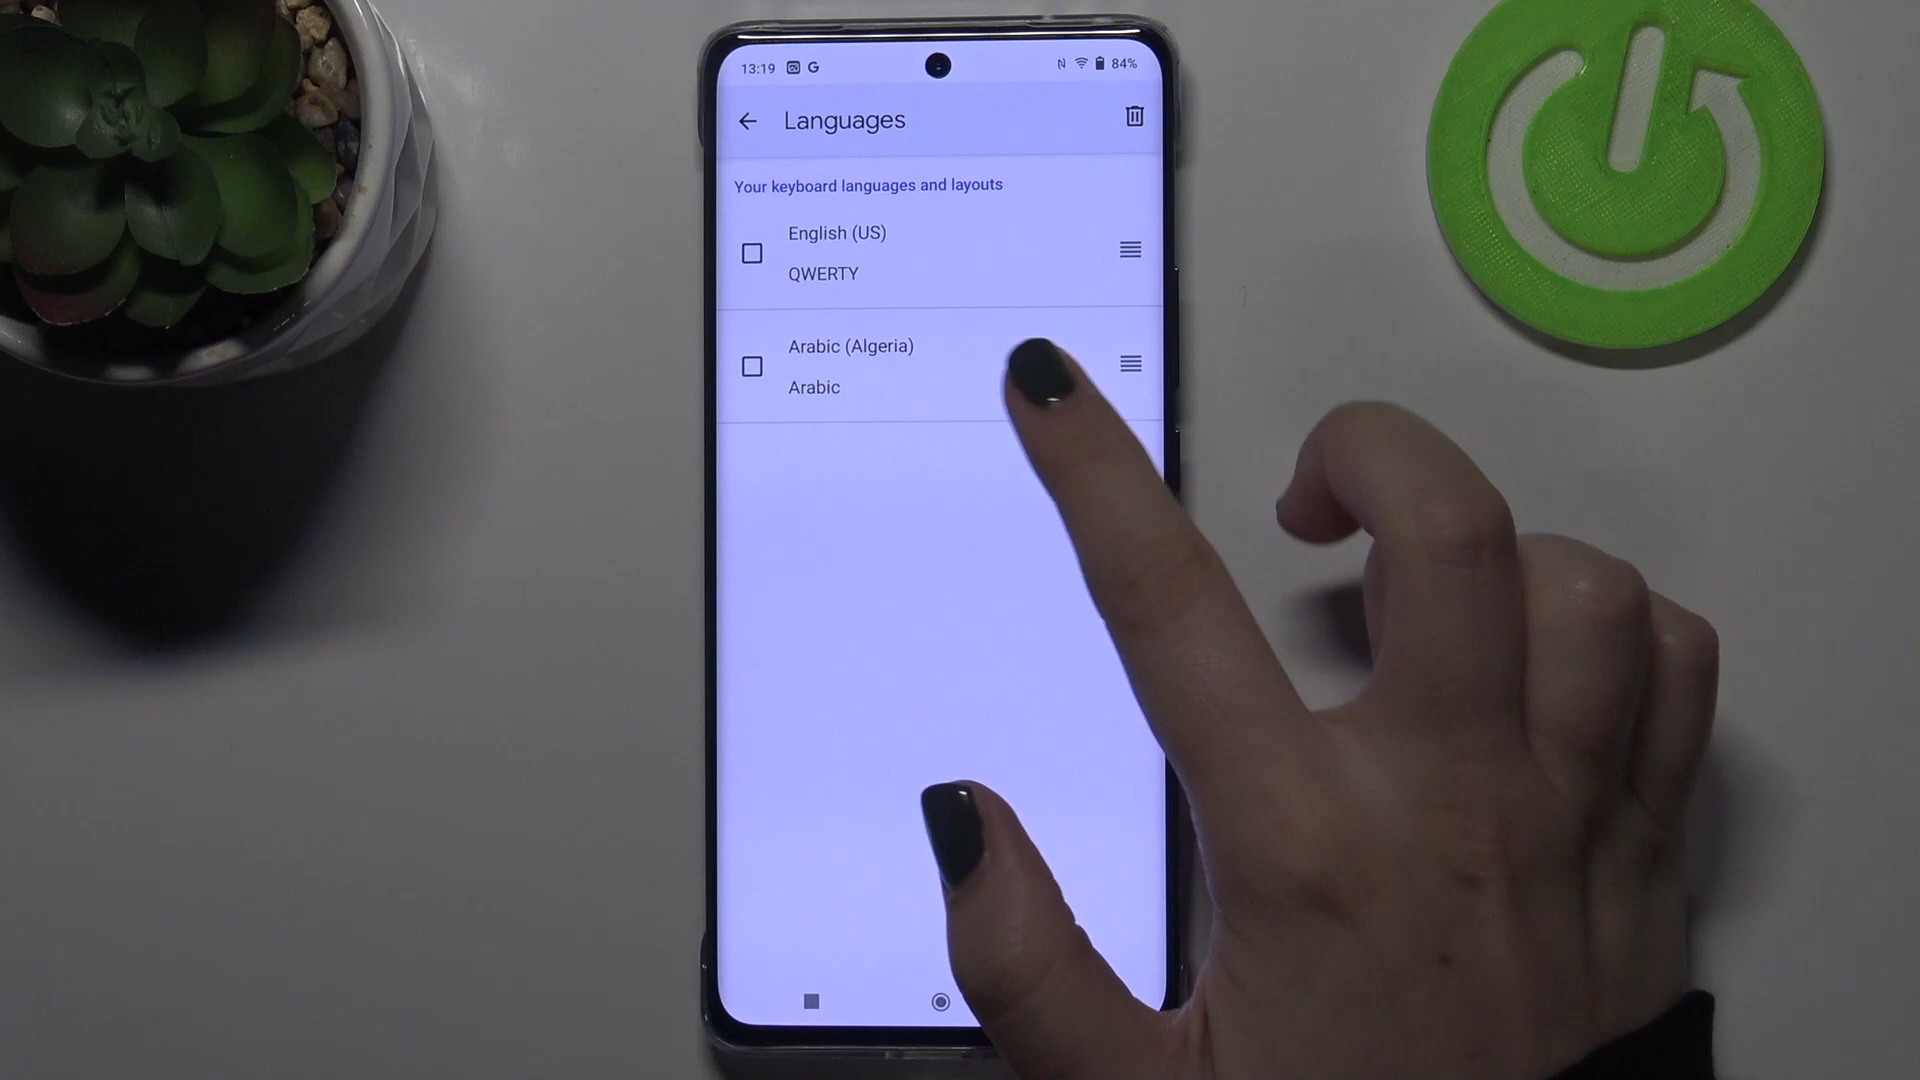 13:19 G 84%
Languages
Your keyboard languages and layouts
English (US)
QWERTY
Arabic (Algeria)
Arabic